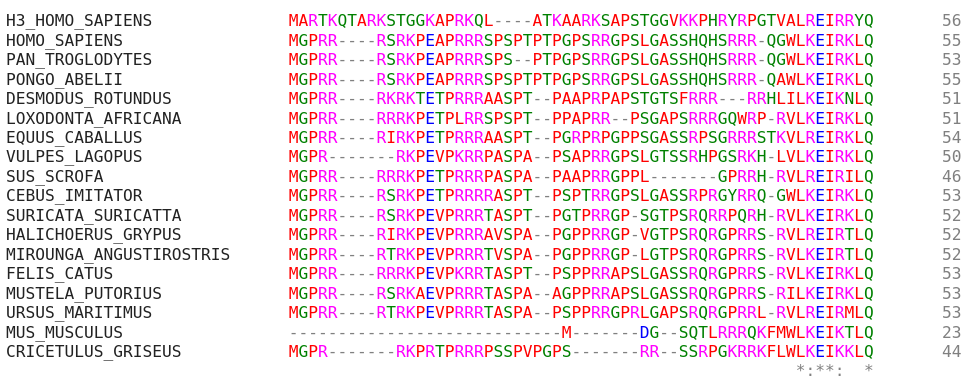 H3_HOMO_SAPIENS MARTKQTARKSTGGKAPRKQL----ATKAARKSAPSTGGVKKPHRYRPGTVALREIRRYQ 56
HOMO_SAPIENS MGPRR----RSRKPEAPRRRSPSPTPTPGPSRRGPSLGASSHQHSRRR-QGWLKEIRKLQ 55
PAN_TROGLODYTES MGPRR----RSRKPEAPRRRSPS--PTPGPSRRGPSLGASSHQHSRRR-QGWLKEIRKLQ 53
PONGO_ABELII MGPRR----RSRKPEAPRRRSPSPTPTPGPSRRGPSLGASSHQHSRRR-QAWLKEIRKLQ 55
DESMODUS_ROTUNDUS MGPRR----RKRKTETPRRRAASPT--PAAPRPAPSTGTSFRRR---RRHLILKEIKNLQ 51
LOXODONTA_AFRICANA MGPRR----RRRKPETPLRRSPSPT--PPAPRR--PSGAPSRRRGQWRP-RVLKEIRKLQ 51
EQUUS_CABALLUS MGPRR----RIRKPETPRRRAASPT--PGRPRPGPPSGASSRPSGRRRSTKVLREIRKLQ 54
VULPES_LAGOPUS MGPR-------RKPEVPKRRPASPA--PSAPRRGPSLGTSSRHPGSRKH-LVLKEIRKLQ 50
SUS_SCROFA MGPRR----RRRKPETPRRRPASPA--PAAPRRGPPL-------GPRRH-RVLREIRILQ 46
CEBUS_IMITATOR MGPRR----RSRKPETPRRRRASPT--PSPTRRGPSLGASSRPRGYRRQ-GWLKEIRKLQ 53
SURICATA_SURICATTA MGPRR----RSRKPEVPRRRTASPT--PGTPRRGP-SGTPSRQRRPQRH-RVLKEIRKLQ 52
HALICHOERUS_GRYPUS MGPRR----RIRKPEVPRRRAVSPA--PGPPRRGP-VGTPSRQRGPRRS-RVLREIRTLQ 52
MIROUNGA_ANGUSTIROSTRIS MGPRR----RTRKPEVPRRRTVSPA--PGPPRRGP-LGTPSRQRGPRRS-RVLKEIRTLQ 52
FELIS_CATUS MGPRR----RRRKPEVPKRRTASPT--PSPPRRAPSLGASSRQRGPRRS-RVLKEIRKLQ 53
MUSTELA_PUTORIUS MGPRR----RSRKAEVPRRRTASPA--AGPPRRAPSLGASSRQRGPRRS-RILKEIRKLQ 53
URSUS_MARITIMUS MGPRR----RTRKPEVPRRRTASPT--PSPPRRGPRLGAPSRQRGPRRL-RVLREIRMLQ 53
MUS_MUSCULUS ----------------------------M-------DG--SQTLRRRQKFMWLKEIKTLQ 23
CRICETULUS_GRISEUS MGPR-------RKPRTPRRRPSSPVPGPS-------RR--SSRPGKRRKFLWLKEIKKLQ 44
*:**:  *